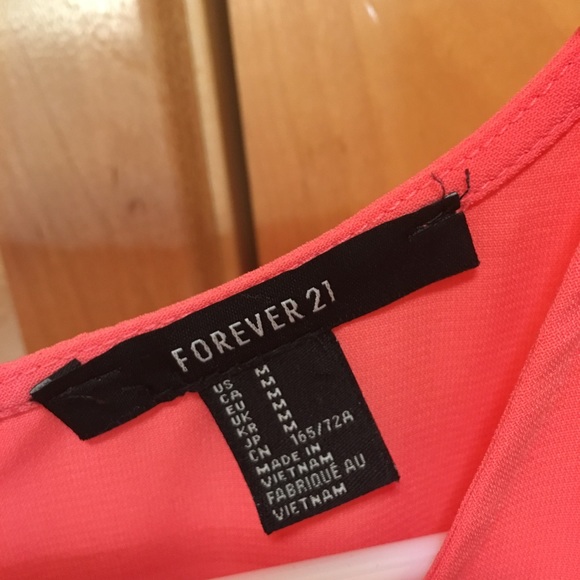 FOREVER 21
US M
CA M
EU M
UK M
KR M
JP M
CN 165/72A
MADE IN
VIETNAM
FABRIQUÉ AU
VIETNAM